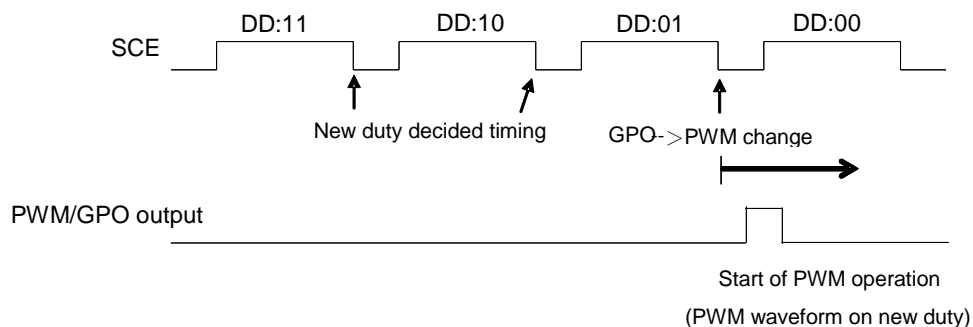 DD:11 DD:10 DD:01 DD:00
SCE
New duty decided timing
GPO-->PWM change
PWM/GPO output
Start of PWM operation
(PWM waveform on new duty)